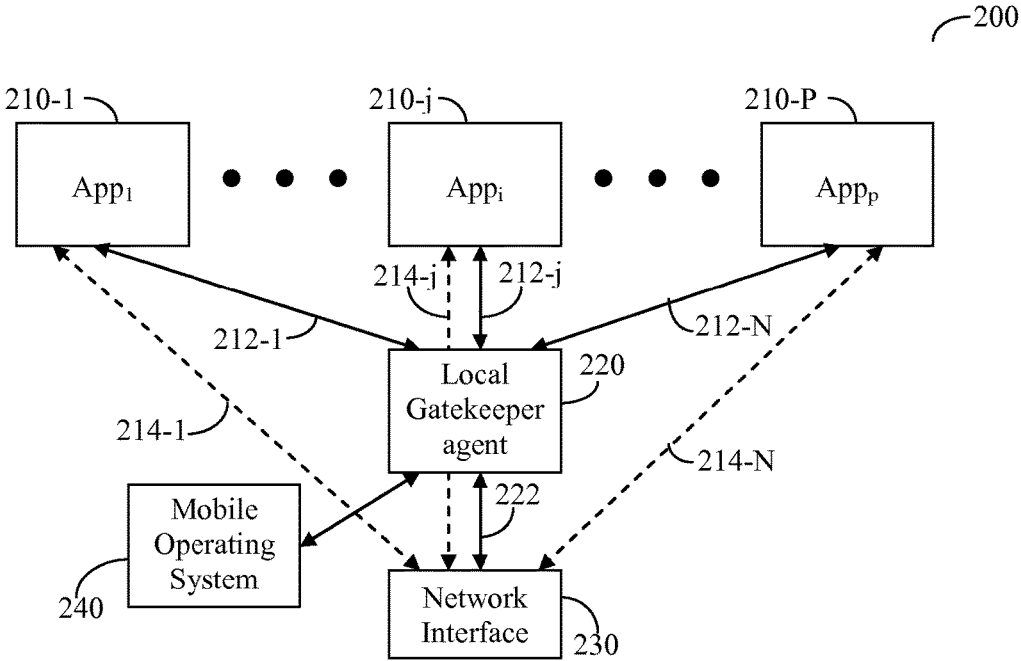 200
210-1
210-j
210-P
App₁
Appᵢ
Appₚ
214-j
212-j
212-1
212-N
Local
Gatekeeper
agent
220
214-1
214-N
222
Mobile
Operating
System
240
Network
Interface
230